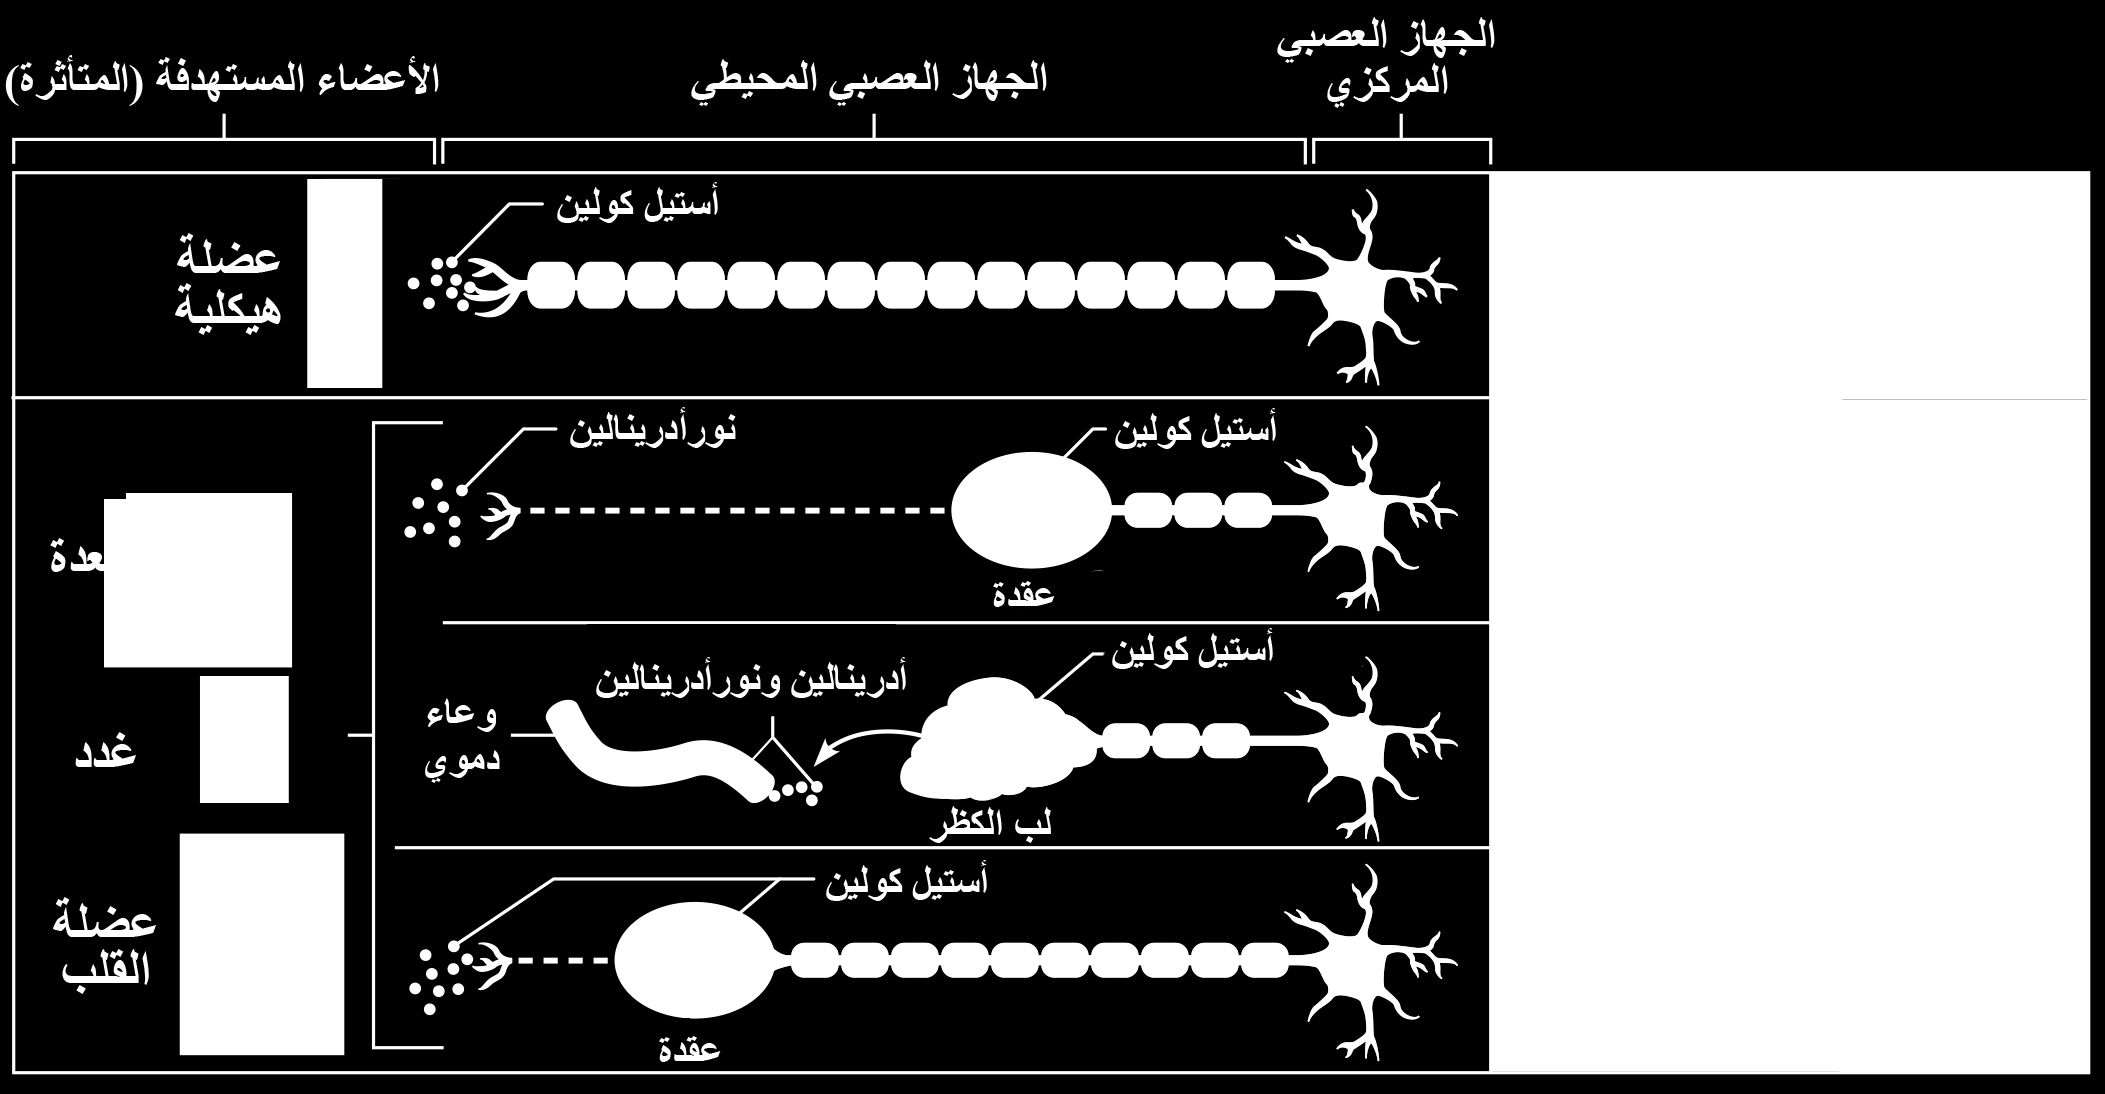 الجهاز العصبي
المركزي
الجهاز العصبي المحيطي
الأعضاء المستهدفة (المتأثرة)
أستيل كولين
عضلة
هيكلية
أستيل كولين
نورأدرينالين
عقدة
أستيل كولين
أدرينالين ونورأدرينالين
وعاء
دموي
لب الكظر
غدد
أستيل كولين
عقدة
عضلة
القلب